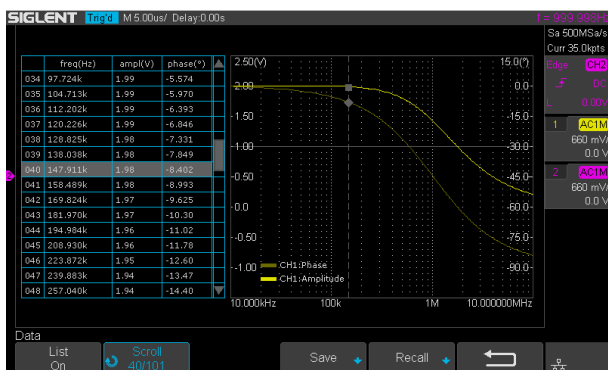 SIGLENT Trig'd M 5.00us/ Delay:0.00s f = 999.998Hz
Sa 500MSa/s
Curr 35.0kpts
Edge CH2
DC
L 0.00V
1 AC1M
660 mV/
0.0 V
2 AC1M
660 mV/
0.0 V
freq(Hz) ampl(V) phase(°)
034 97.724k 1.99 -5.574
035 104.713k 1.99 -5.970
036 112.202k 1.99 -6.393
037 120.226k 1.99 -6.846
038 128.825k 1.98 -7.331
039 138.038k 1.98 -7.849
040 147.911k 1.98 -8.402
041 158.489k 1.98 -8.993
042 169.824k 1.97 -9.625
043 181.970k 1.97 -10.30
044 194.984k 1.96 -11.02
045 208.930k 1.96 -11.78
046 223.872k 1.95 -12.60
047 239.883k 1.94 -13.47
048 257.040k 1.94 -14.40
2.50(V) 15.0(°)
2.00 0.0
1.50 -15.0
1.00 -30.0
0.50 -45.0
0.0 -60.0
-0.50 -75.0
-1.00 -90.0
CH1:Phase
CH1:Amplitude
10.000kHz 100k 1M 10.000000MHz
2
Data
List
On
Scroll
40/101
Save
Recall